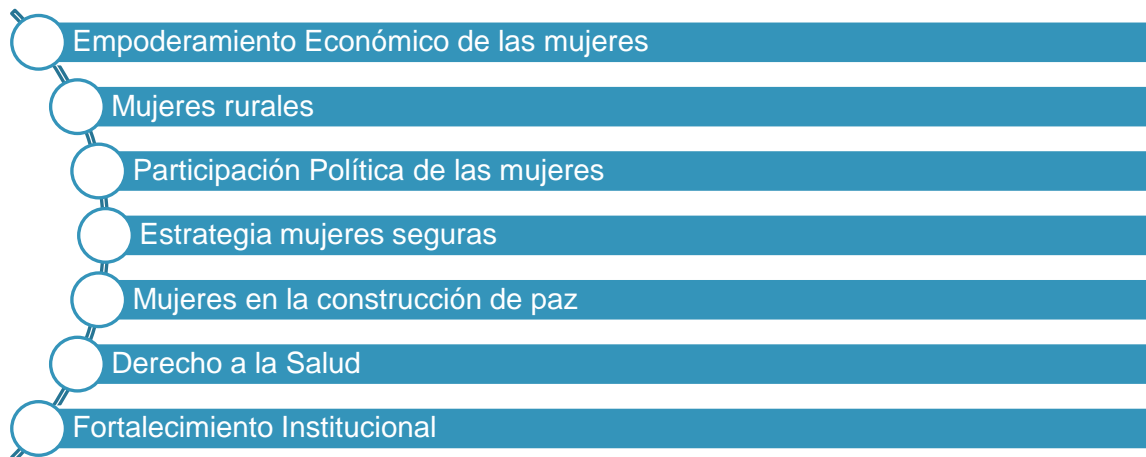 Empoderamiento Económico de las mujeres
Mujeres rurales
Participación Política de las mujeres
Estrategia mujeres seguras
Mujeres en la construcción de paz
Derecho a la Salud
Fortalecimiento Institucional